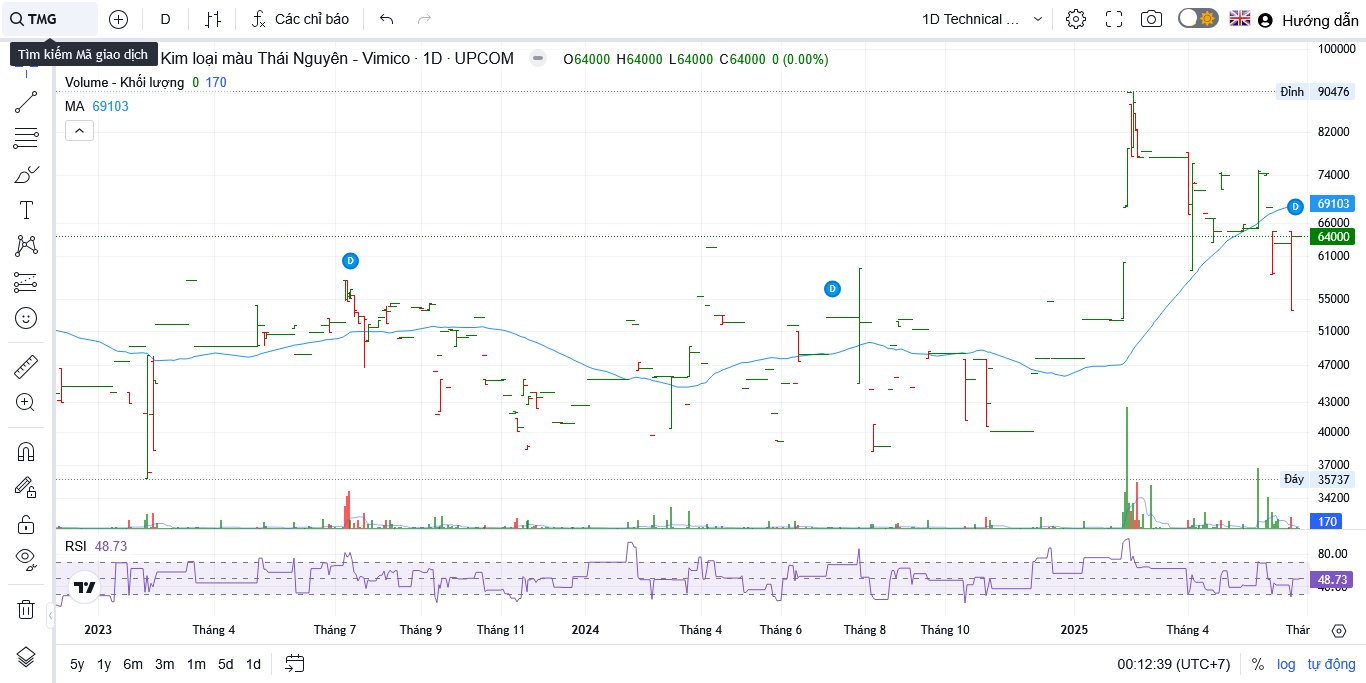 TMG D Các chỉ báo 1D Technical ... Hướng dẫn
Tìm kiếm Mã giao dịch
Kim loại màu Thái Nguyên - Vimico · 1D · UPCOM O64000 H64000 L64000 C64000 0 (0.00%)
Volume - Khối lượng 0 170
MA 69103
100000
Đỉnh 90476
82000
74000
69103
66000
64000
61000
55000
51000
47000
43000
40000
37000
Đáy 35737
34200
170
D
D
D
RSI 48.73
80.00
48.73
40.00
2023 Tháng 4 Tháng 7 Tháng 9 Tháng 11 2024 Tháng 4 Tháng 6 Tháng 8 Tháng 10 2025 Tháng 4 Thár
5y 1y 6m 3m 1m 5d 1d 00:12:39 (UTC+7) % log tự động